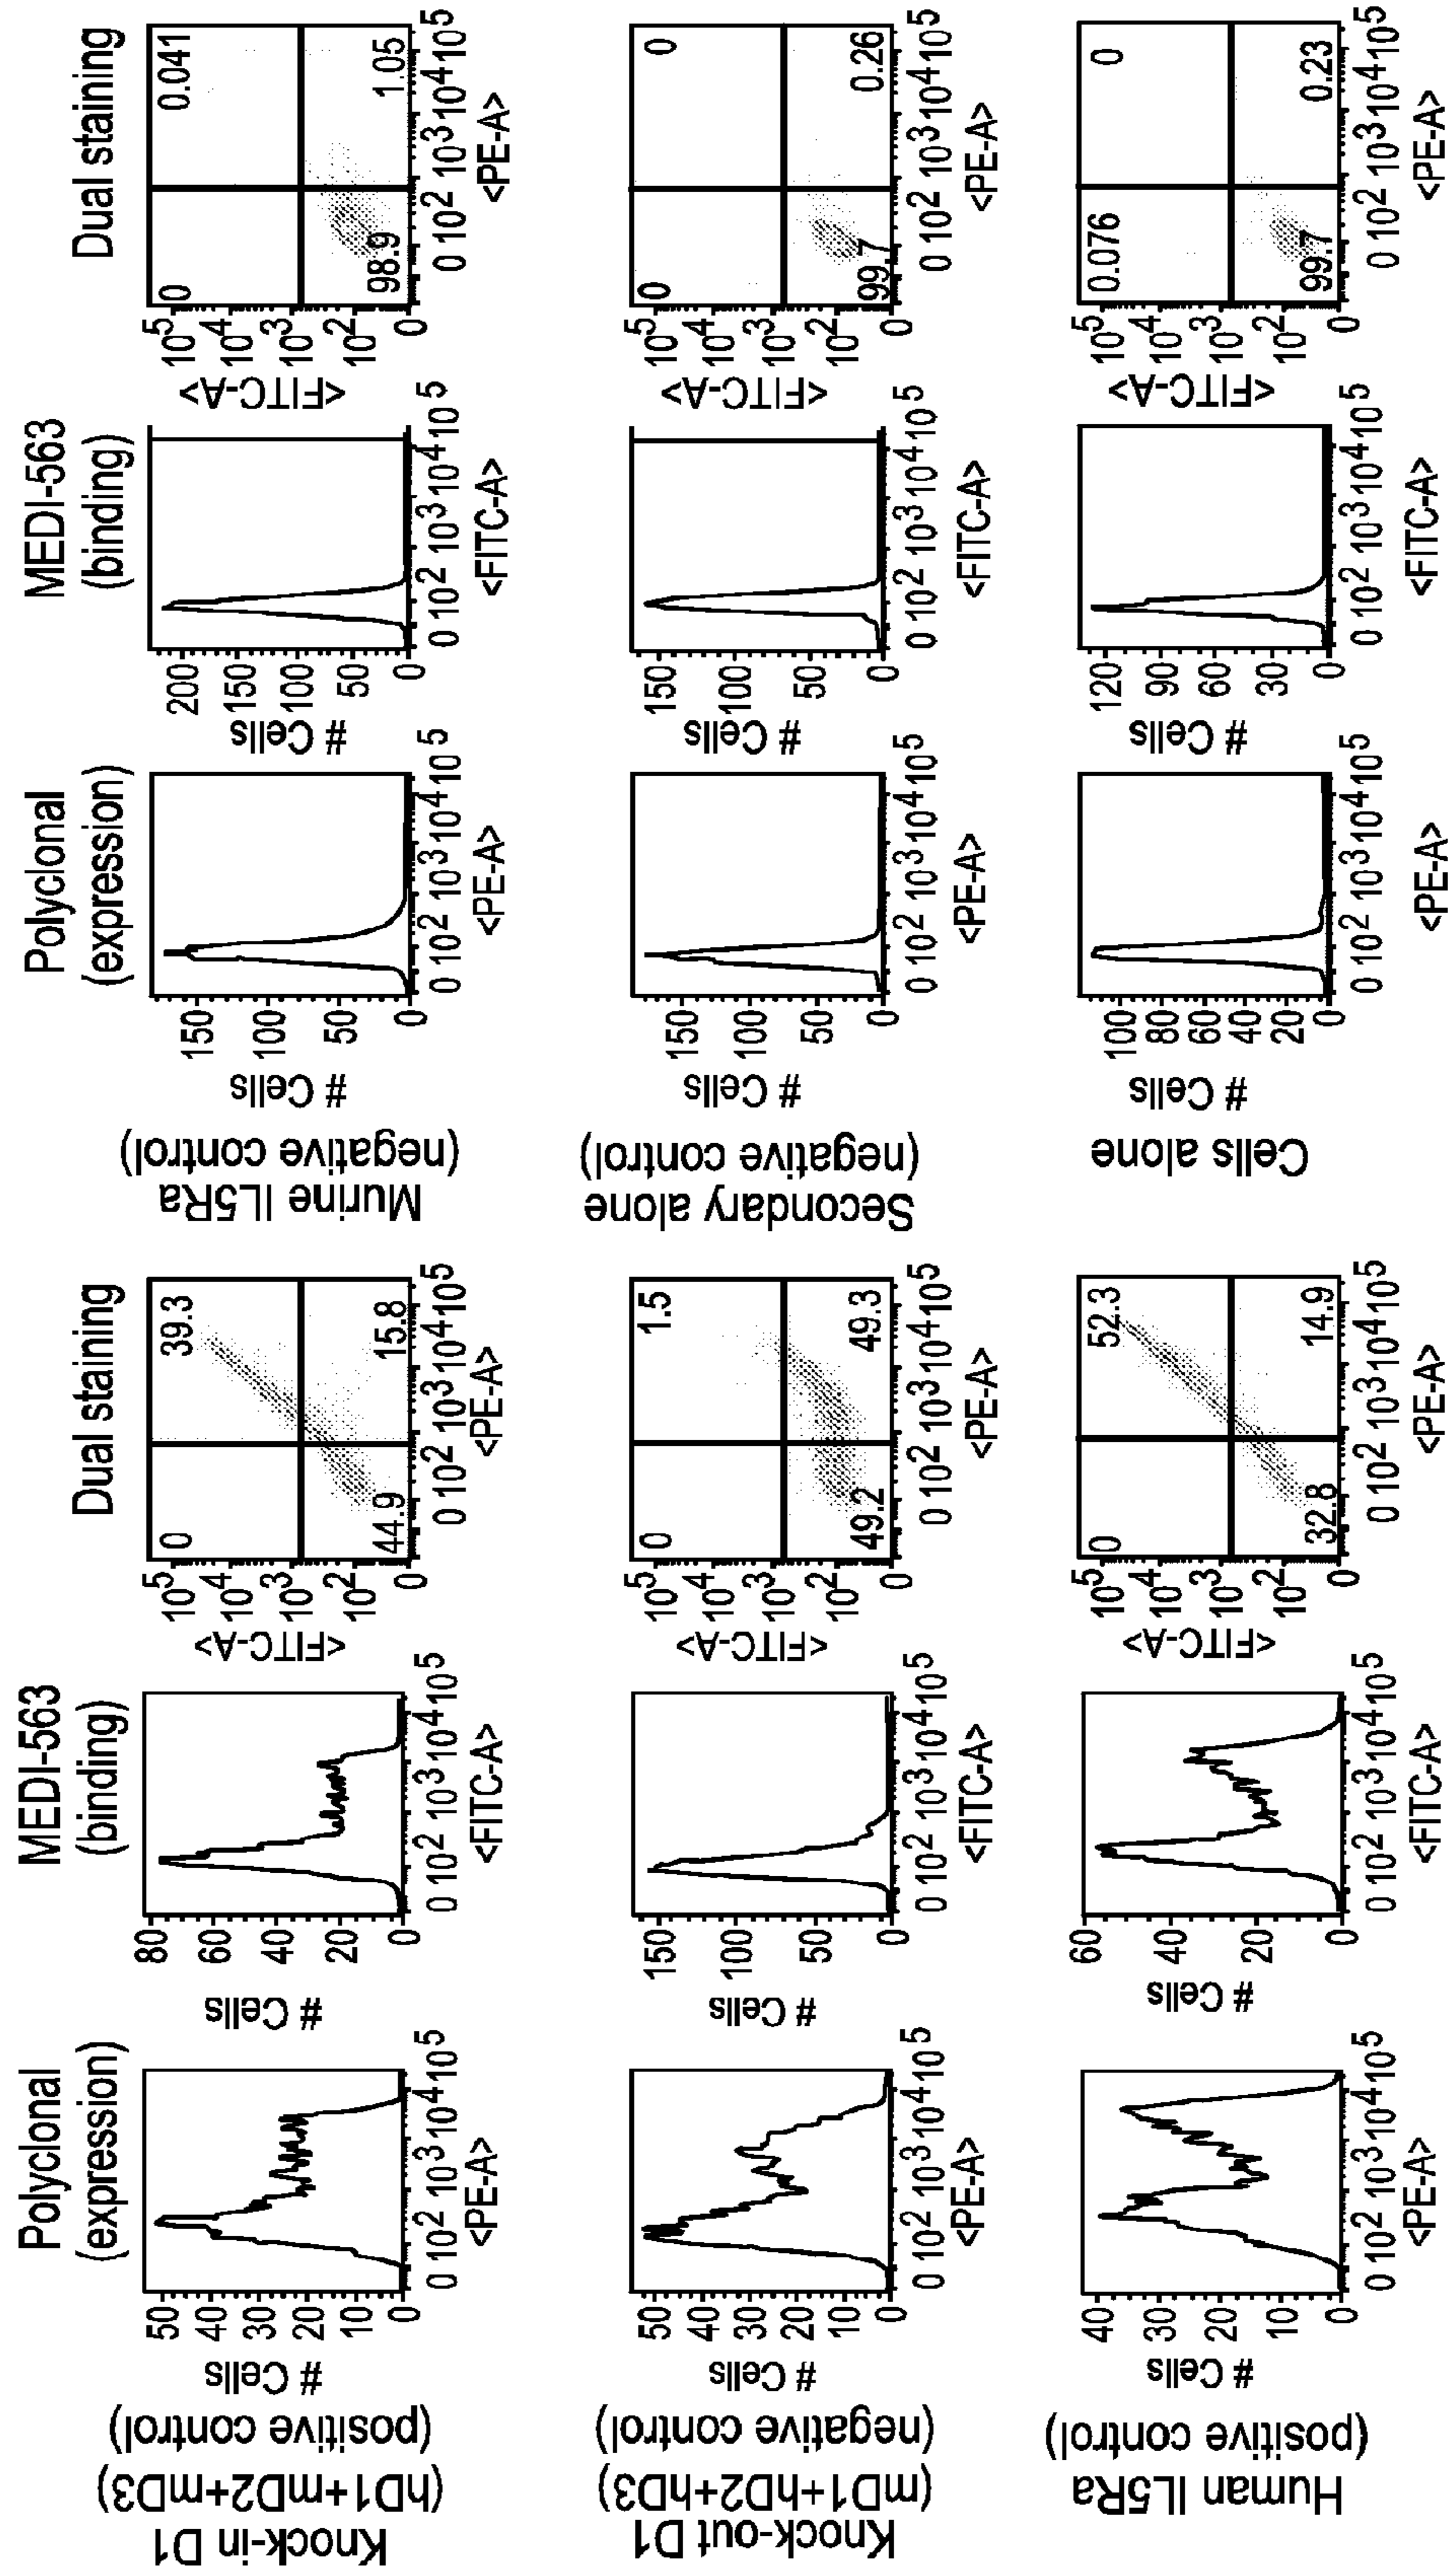 Polyclonal
(expression)
MEDI-563
(binding)
Dual staining
Polyclonal
(expression)
MEDI-563
(binding)
Dual staining
Knock-in D1
(hD1+mD2+mD3)
(positive control)
# Cells
50
40
30
20
10
0
0 10² 10³ 10⁴ 10⁵
<PE-A>
# Cells
80
60
40
20
0
0 10² 10³ 10⁴ 10⁵
<FITC-A>
<FITC-A>
10⁵
10⁴
10³
10²
0
0
39.3
44.9
15.8
0 10² 10³ 10⁴ 10⁵
<PE-A>
Murine IL5Ra
(negative control)
# Cells
150
100
50
0
0 10² 10³ 10⁴ 10⁵
<PE-A>
# Cells
200
150
100
50
0
0 10² 10³ 10⁴ 10⁵
<FITC-A>
<FITC-A>
10⁵
10⁴
10³
10²
0
0
0.041
98.9
1.05
0 10² 10³ 10⁴ 10⁵
<PE-A>
Knock-out D1
(mD1+hD2+hD3)
(negative control)
# Cells
50
40
30
20
10
0
0 10² 10³ 10⁴ 10⁵
<PE-A>
# Cells
150
100
50
0
0 10² 10³ 10⁴ 10⁵
<FITC-A>
<FITC-A>
10⁵
10⁴
10³
10²
0
0
1.5
49.2
49.3
0 10² 10³ 10⁴ 10⁵
<PE-A>
Secondary alone
(negative control)
# Cells
150
100
50
0
0 10² 10³ 10⁴ 10⁵
<PE-A>
# Cells
150
100
50
0
0 10² 10³ 10⁴ 10⁵
<FITC-A>
<FITC-A>
10⁵
10⁴
10³
10²
0
0
0
99.7
0.26
0 10² 10³ 10⁴ 10⁵
<PE-A>
Human IL5Ra
(positive control)
# Cells
40
30
20
10
0
0 10² 10³ 10⁴ 10⁵
<PE-A>
# Cells
60
40
20
0
0 10² 10³ 10⁴ 10⁵
<FITC-A>
<FITC-A>
10⁵
10⁴
10³
10²
0
0
52.3
32.8
14.9
0 10² 10³ 10⁴ 10⁵
<PE-A>
Cells alone
# Cells
100
80
60
40
20
0
0 10² 10³ 10⁴ 10⁵
<PE-A>
# Cells
120
90
60
30
0
0 10² 10³ 10⁴ 10⁵
<FITC-A>
<FITC-A>
10⁵
10⁴
10³
10²
0
0.076
0
99.7
0.23
0 10² 10³ 10⁴ 10⁵
<PE-A>